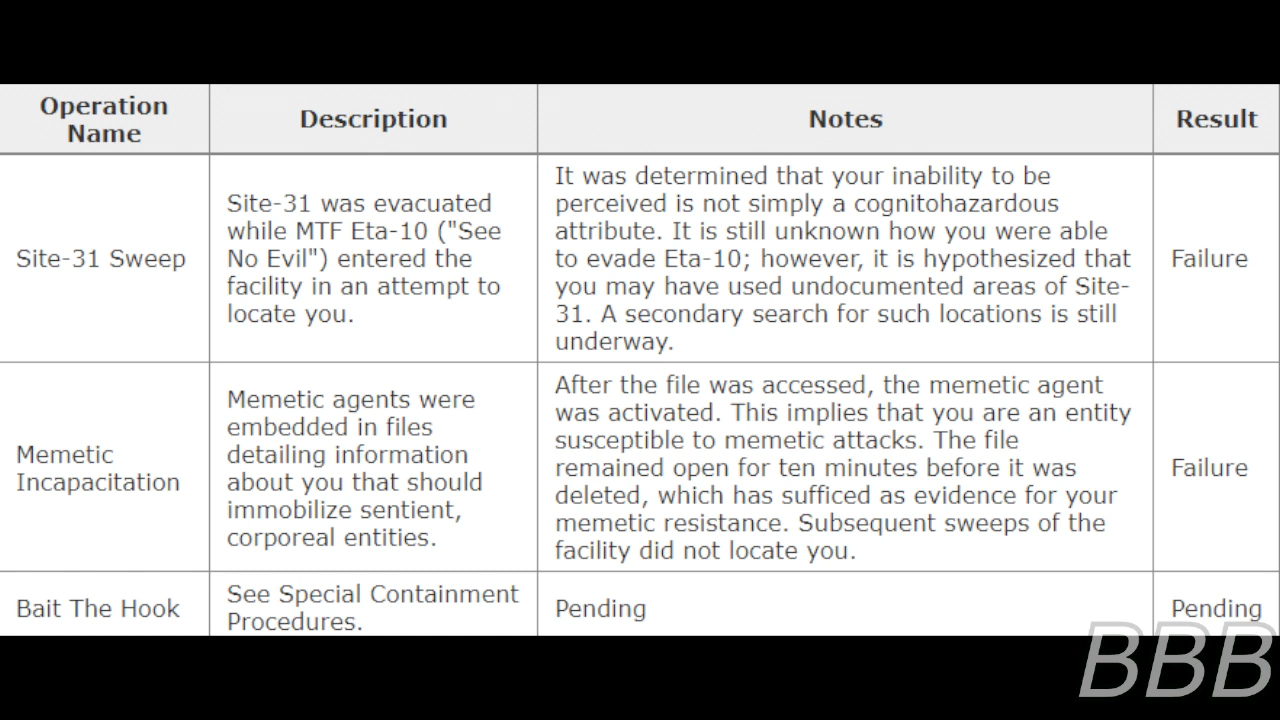 Operation
Name
Description
Notes
Result
Site-31 Sweep
Site-31 was evacuated
while MTF Eta-10 ("See
No Evil") entered the
facility in an attempt to
locate you.
It was determined that your inability to be
perceived is not simply a cognitohazardous
attribute. It is still unknown how you were able
to evade Eta-10; however, it is hypothesized that
you may have used undocumented areas of Site-
31. A secondary search for such locations is still
underway.
Failure
Memetic
Incapacitation
Memetic agents were
embedded in files
detailing information
about you that should
immobilize sentient,
corporeal entities.
After the file was accessed, the memetic agent
was activated. This implies that you are an entity
susceptible to memetic attacks. The file
remained open for ten minutes before it was
deleted, which has sufficed as evidence for your
memetic resistance. Subsequent sweeps of the
facility did not locate you.
Failure
Bait The Hook
See Special Containment
Procedures.
Pending
Pending
BBB